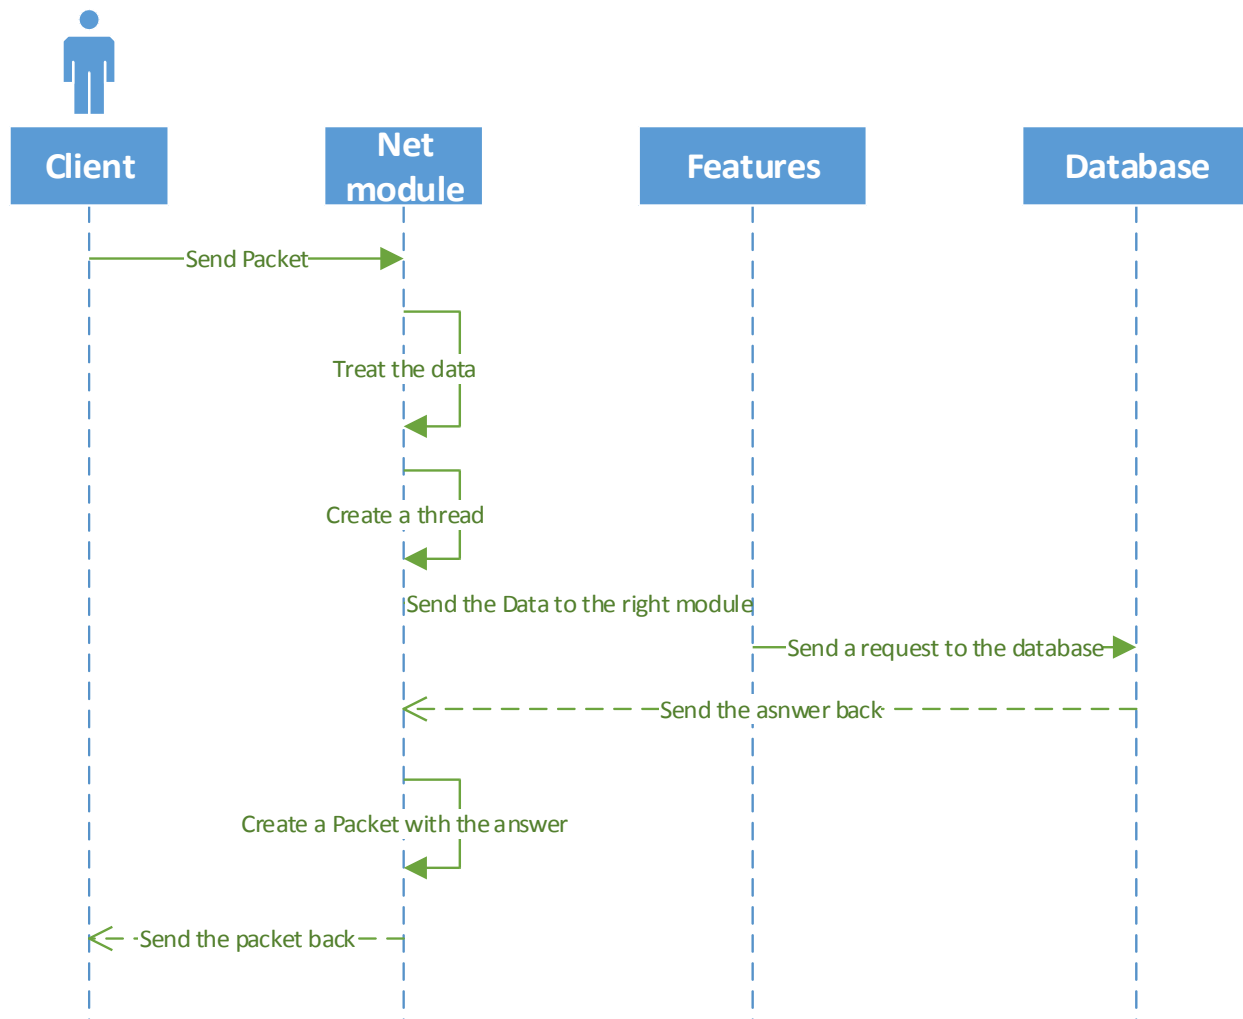 Client
Net
module
Features
Database
Send Packet
Treat the data
Create a thread
Send the Data to the right module
Send a request to the database
Send the asnwer back
Create a Packet with the answer
Send the packet back